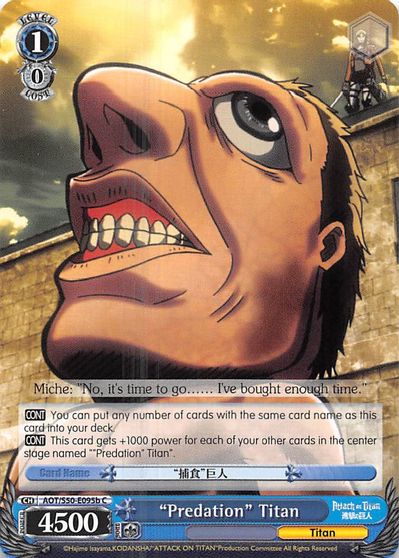 LEVEL
1
0
COST
Miche: "No, it's time to go...... I've bought enough time."
CONT You can put any number of cards with the same card name as this
card into your deck.
CONT This card gets +1000 power for each of your other cards in the center
stage named ""Predation" Titan".
Card Name
“捕食”巨人
CH AOT/S50-E095b C
POWER
4500
“Predation” Titan
Attack on Titan
進撃の巨人
Titan
©Hajime Isayama,KODANSHA/"ATTACK ON TITAN"Production Committee All Rights Reserved.